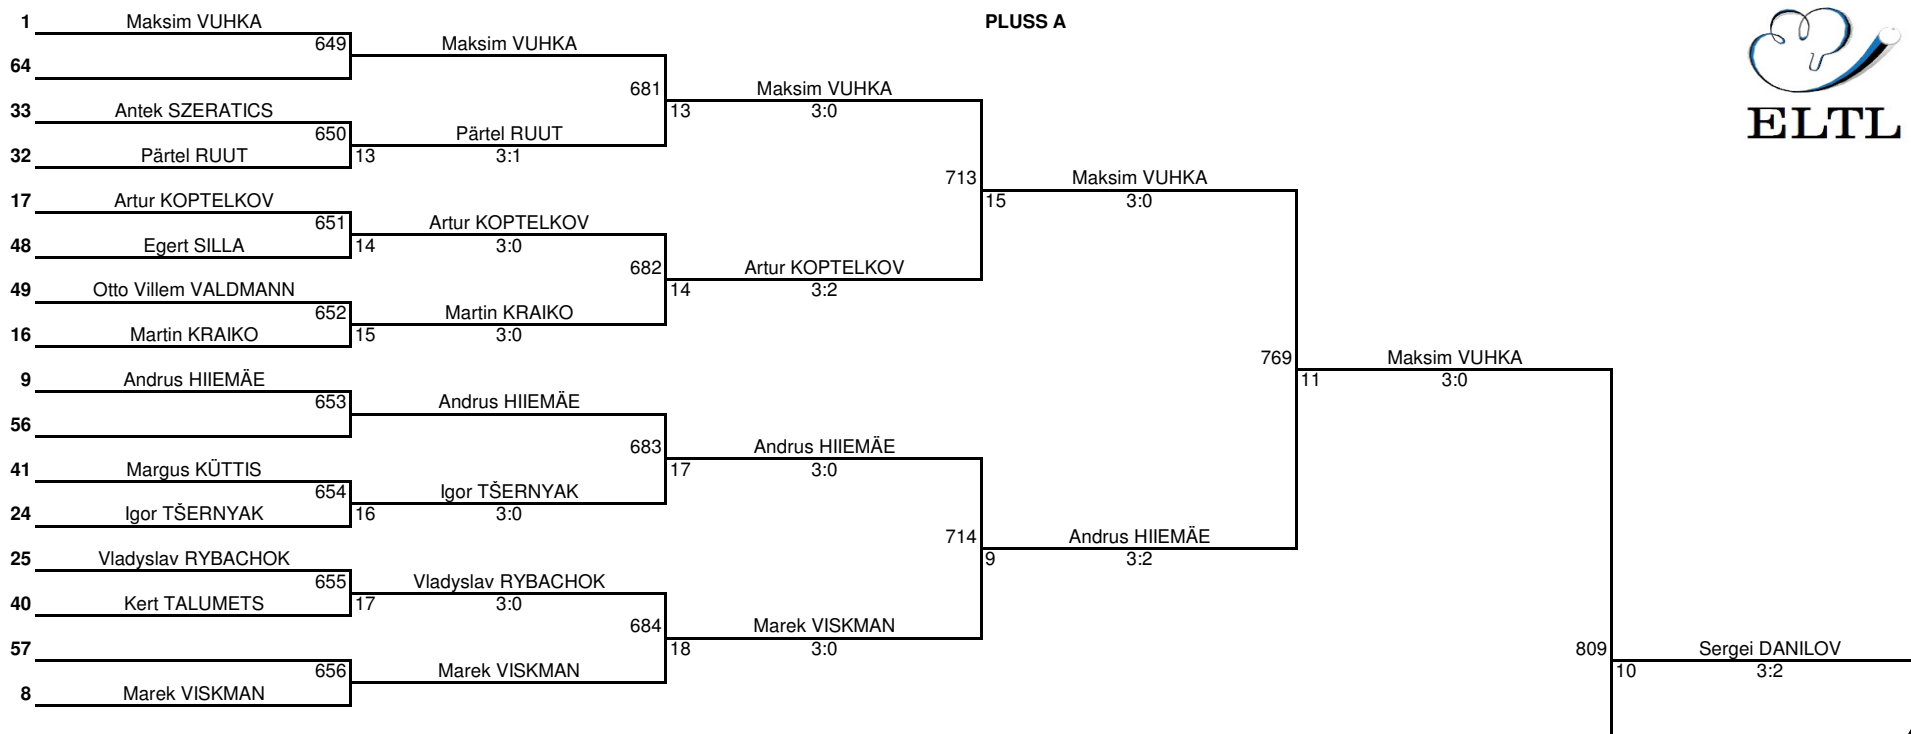 PLUSS A
ELTL
1 Maksim VUHKA
649 Maksim VUHKA
64
681 Maksim VUHKA
13 3:0
33 Antek SZERATICS
650 Pärtel RUUT
32 Pärtel RUUT 13 3:1
713 Maksim VUHKA
15 3:0
17 Artur KOPTELKOV
651 Artur KOPTELKOV
48 Egert SILLA 14 3:0
682 Artur KOPTELKOV
14 3:2
49 Otto Villem VALDMANN
652 Martin KRAIKO
16 Martin KRAIKO 15 3:0
769 Maksim VUHKA
11 3:0
9 Andrus HIIEMÄE
653 Andrus HIIEMÄE
56
683 Andrus HIIEMÄE
17 3:0
41 Margus KÜTTIS
654 Igor TŠERNYAK
24 Igor TŠERNYAK 16 3:0
714 Andrus HIIEMÄE
9 3:2
25 Vladyslav RYBACHOK
655 Vladyslav RYBACHOK
40 Kert TALUMETS 17 3:0
684 Marek VISKMAN
18 3:0
57
656 Marek VISKMAN
8 Marek VISKMAN
809 Sergei DANILOV
10 3:2